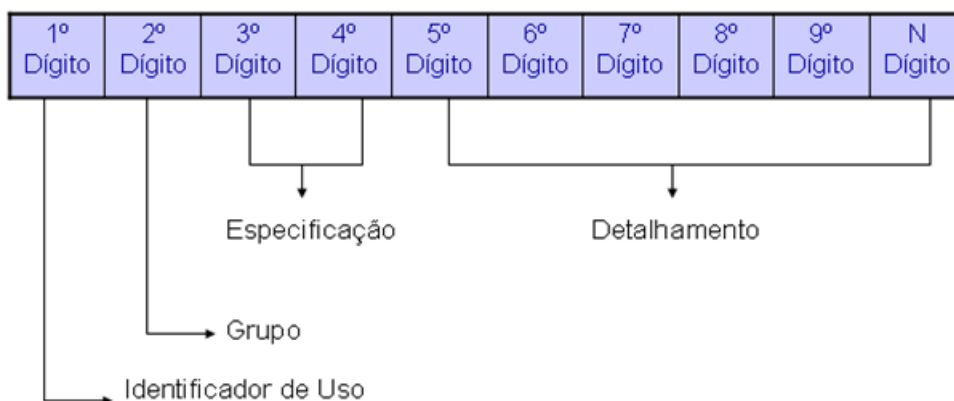 1º 2º 3º 4º 5º 6º 7º 8º 9º N
Dígito Dígito Dígito Dígito Dígito Dígito Dígito Dígito Dígito Dígito
Especificação Detalhamento
Grupo
Identificador de Uso